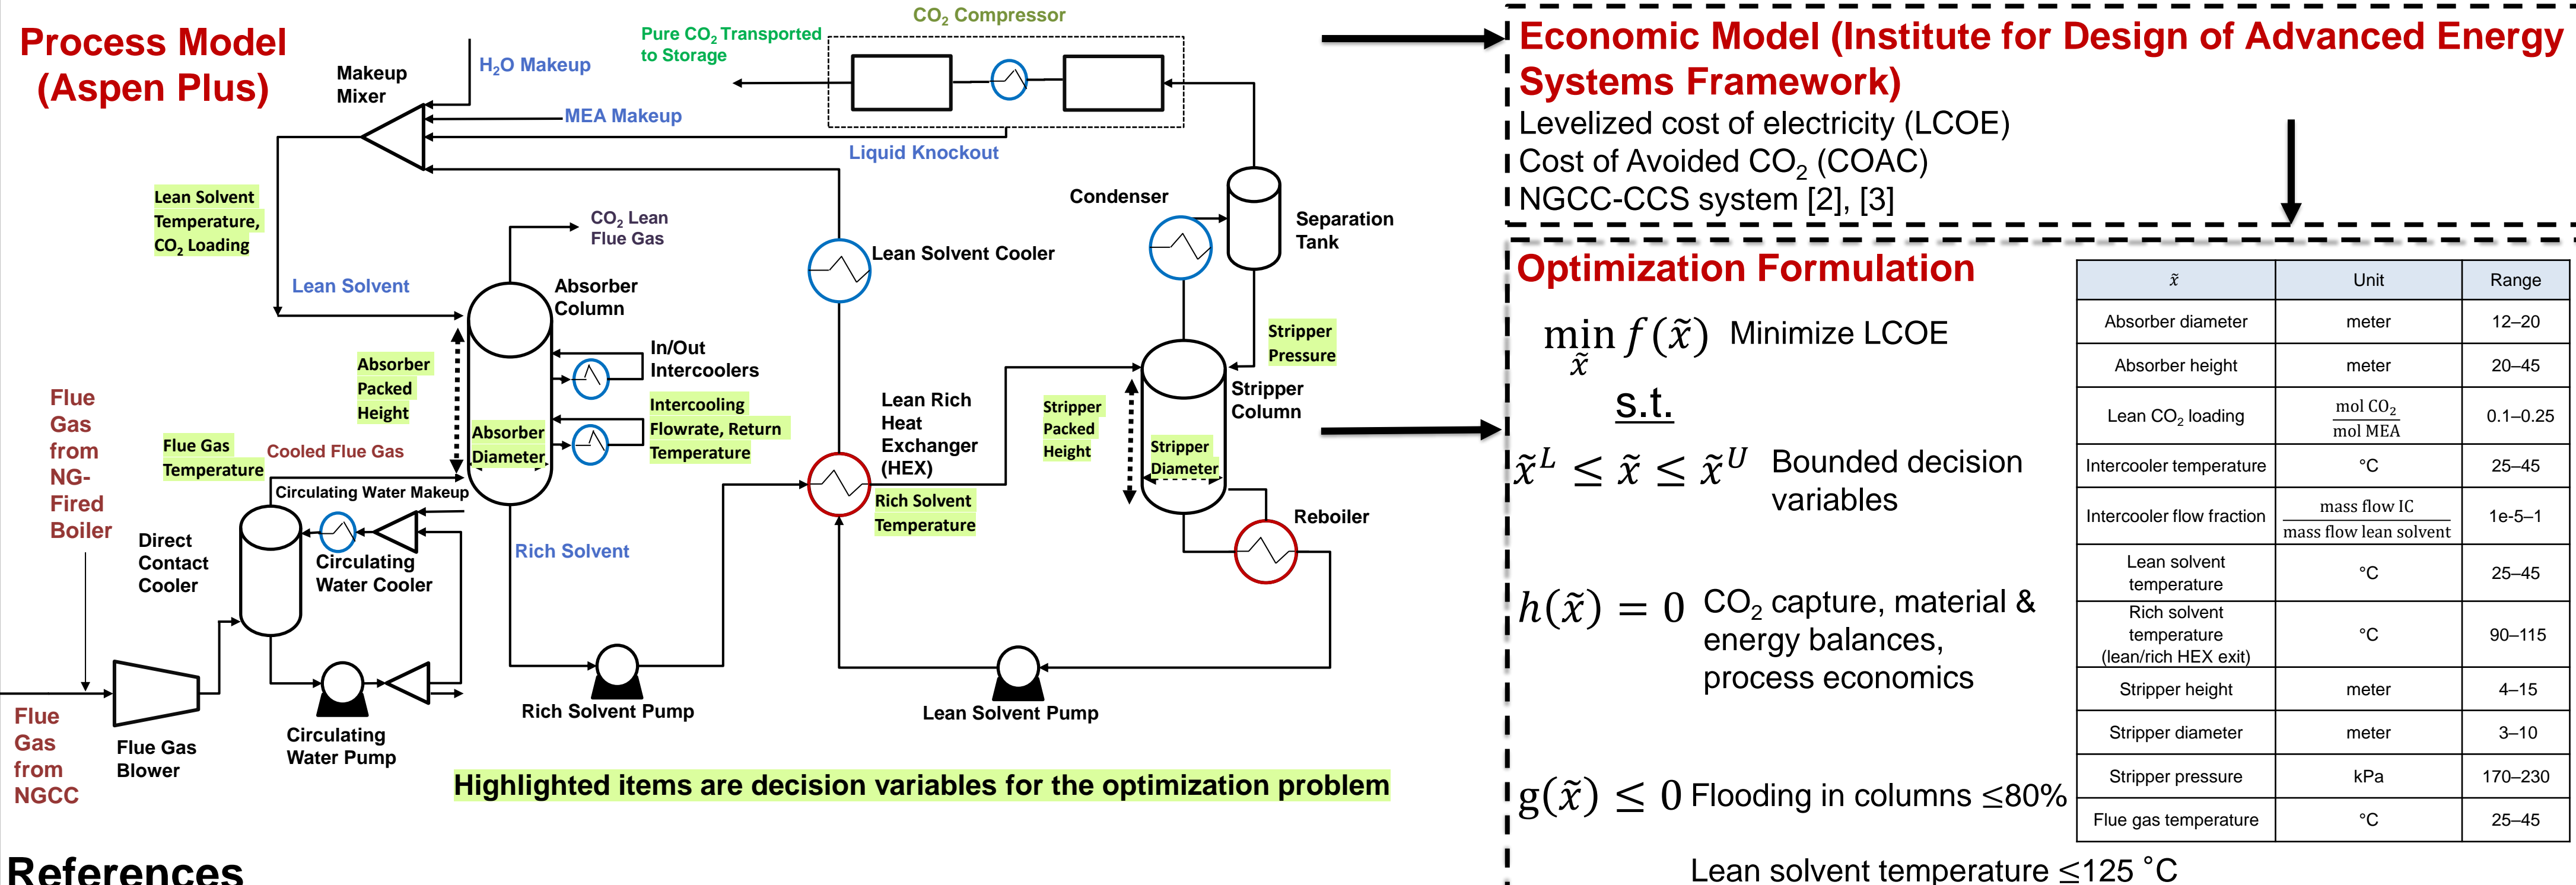 Process Model
(Aspen Plus)
CO₂ Compressor
Pure CO₂ Transported
to Storage
H₂O Makeup
Makeup
Mixer
MEA Makeup
Liquid Knockout
Lean Solvent
Temperature,
CO₂ Loading
CO₂ Lean
Flue Gas
Condenser
Separation
Tank
Lean Solvent Cooler
Lean Solvent
Absorber
Column
In/Out
Intercoolers
Absorber
Packed
Height
Intercooling
Flowrate, Return
Temperature
Absorber
Diameter
Stripper
Pressure
Stripper
Column
Lean Rich
Heat
Exchanger
(HEX)
Rich Solvent
Temperature
Stripper
Packed
Height
Stripper
Diameter
Reboiler
Flue
Gas
from
NG-
Fired
Boiler
Flue Gas
Temperature
Cooled Flue Gas
Circulating Water Makeup
Direct
Contact
Cooler
Circulating
Water Cooler
Rich Solvent
Rich Solvent Pump
Lean Solvent Pump
Flue
Gas
from
NGCC
Flue Gas
Blower
Circulating
Water Pump
Highlighted items are decision variables for the optimization problem
References
Economic Model (Institute for Design of Advanced Energy
Systems Framework)
Levelized cost of electricity (LCOE)
Cost of Avoided CO₂ (COAC)
NGCC-CCS system [2], [3]
Optimization Formulation
min f(x̃) Minimize LCOE
x̃
s.t.
x̃ᴸ ≤ x̃ ≤ x̃ᵁ Bounded decision
variables
h(x̃) = 0 CO₂ capture, material &
energy balances,
process economics
g(x̃) ≤ 0 Flooding in columns ≤80%
Lean solvent temperature ≤125 ˚C
x̃ Unit Range
Absorber diameter meter 12–20
Absorber height meter 20–45
Lean CO₂ loading mol CO₂ / mol MEA 0.1–0.25
Intercooler temperature °C 25–45
Intercooler flow fraction mass flow IC / mass flow lean solvent 1e-5–1
Lean solvent
temperature °C 25–45
Rich solvent
temperature
(lean/rich HEX exit) °C 90–115
Stripper height meter 4–15
Stripper diameter meter 3–10
Stripper pressure kPa 170–230
Flue gas temperature °C 25–45